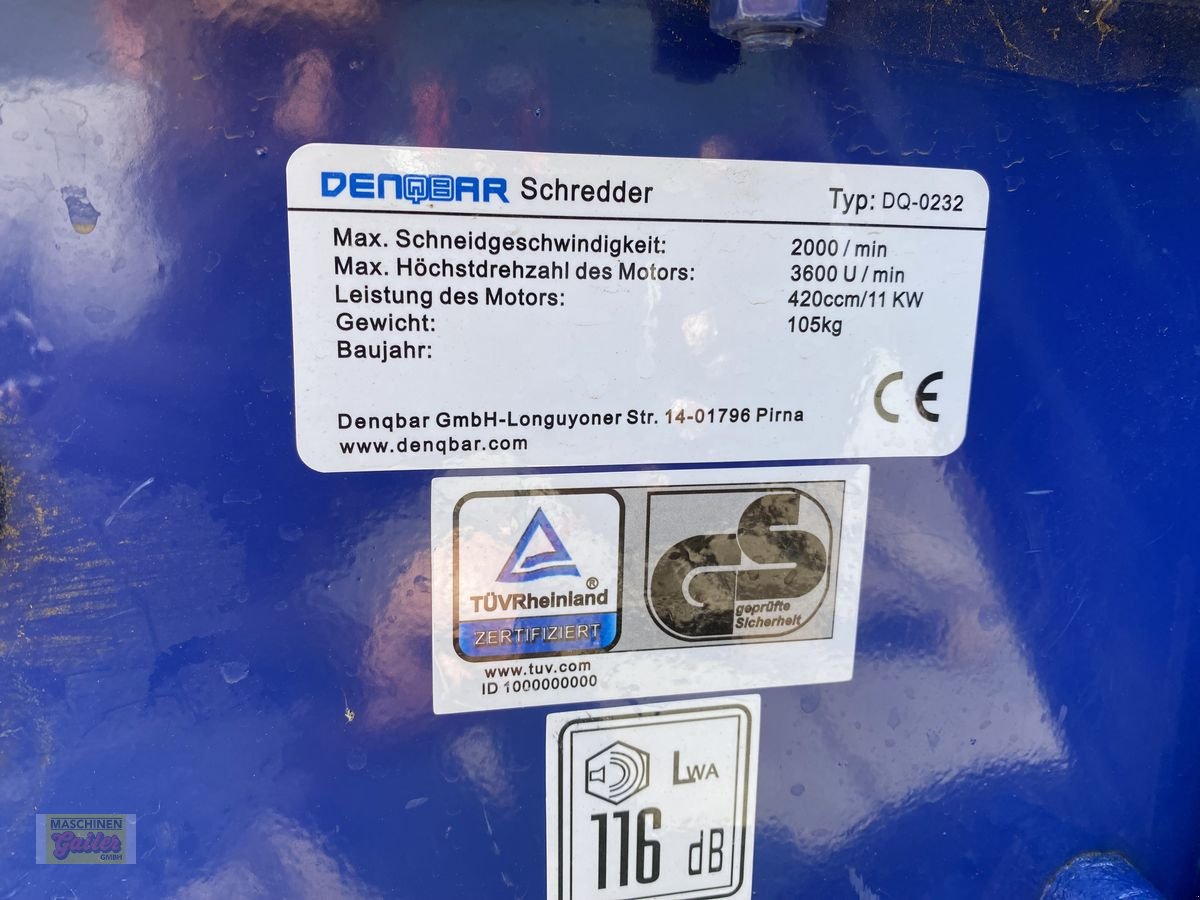 DENQBAR Schredder Typ: DQ-0232
Max. Schneidgeschwindigkeit: 2000 / min
Max. Höchstdrehzahl des Motors: 3600 U / min
Leistung des Motors: 420ccm/11 KW
Gewicht: 105kg
Baujahr:
CE
Denqbar GmbH-Longuyoner Str. 14-01796 Pirna
www.denqbar.com
TÜVRheinland ®
ZERTIFIZIERT
GS
geprüfte
Sicherheit
www.tuv.com
ID 1000000000
LWA
116 dB
MASCHINEN
Gailer
GMBH